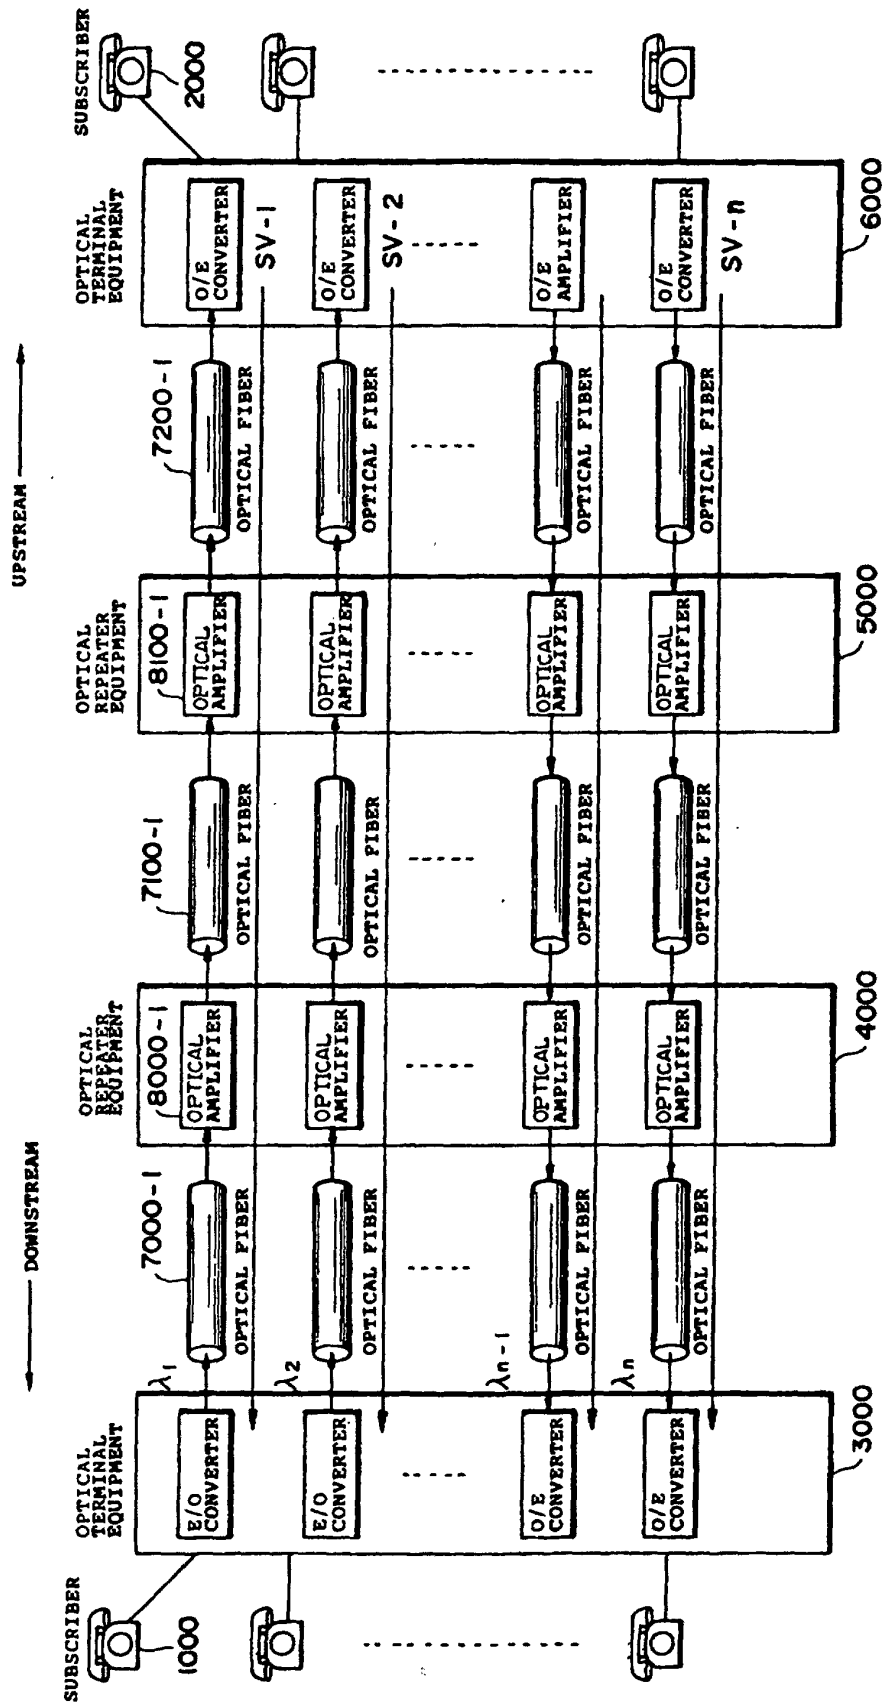 UPSTREAM
DOWNSTREAM
SUBSCRIBER
1000
OPTICAL
TERMINAL
EQUIPMENT
3000
E/O
CONVERTER
E/O
CONVERTER
O/E
CONVERTER
O/E
CONVERTER
λ1
λ2
λn-1
λn
7000-1
OPTICAL FIBER
OPTICAL FIBER
OPTICAL FIBER
OPTICAL FIBER
OPTICAL
REPEATER
EQUIPMENT
4000
8000-1
OPTICAL
AMPLIFIER
OPTICAL
AMPLIFIER
OPTICAL
AMPLIFIER
OPTICAL
AMPLIFIER
7100-1
OPTICAL FIBER
OPTICAL FIBER
OPTICAL FIBER
OPTICAL FIBER
OPTICAL
REPEATER
EQUIPMENT
5000
8100-1
OPTICAL
AMPLIFIER
OPTICAL
AMPLIFIER
OPTICAL
AMPLIFIER
OPTICAL
AMPLIFIER
7200-1
OPTICAL FIBER
OPTICAL FIBER
OPTICAL FIBER
OPTICAL FIBER
OPTICAL
TERMINAL
EQUIPMENT
6000
O/E
CONVERTER
SV-1
O/E
CONVERTER
SV-2
O/E
AMPLIFIER
O/E
CONVERTER
SV-n
SUBSCRIBER
2000